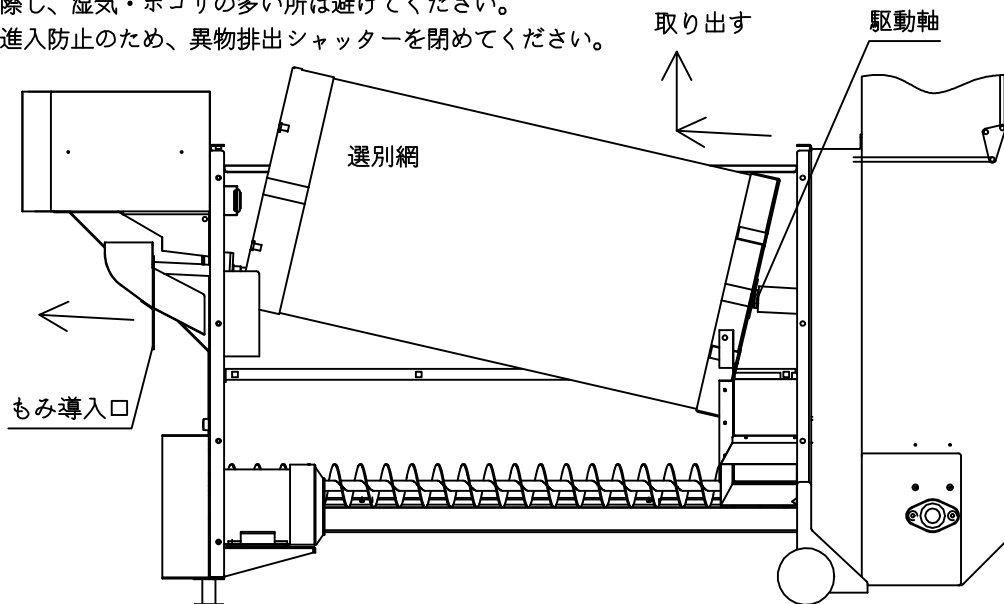 際し、湿気・ホコリの多い所は避けてください。
進入防止のため、異物排出シャッターを閉めてください。
取り出す
駆動軸
選別網
もみ導入口